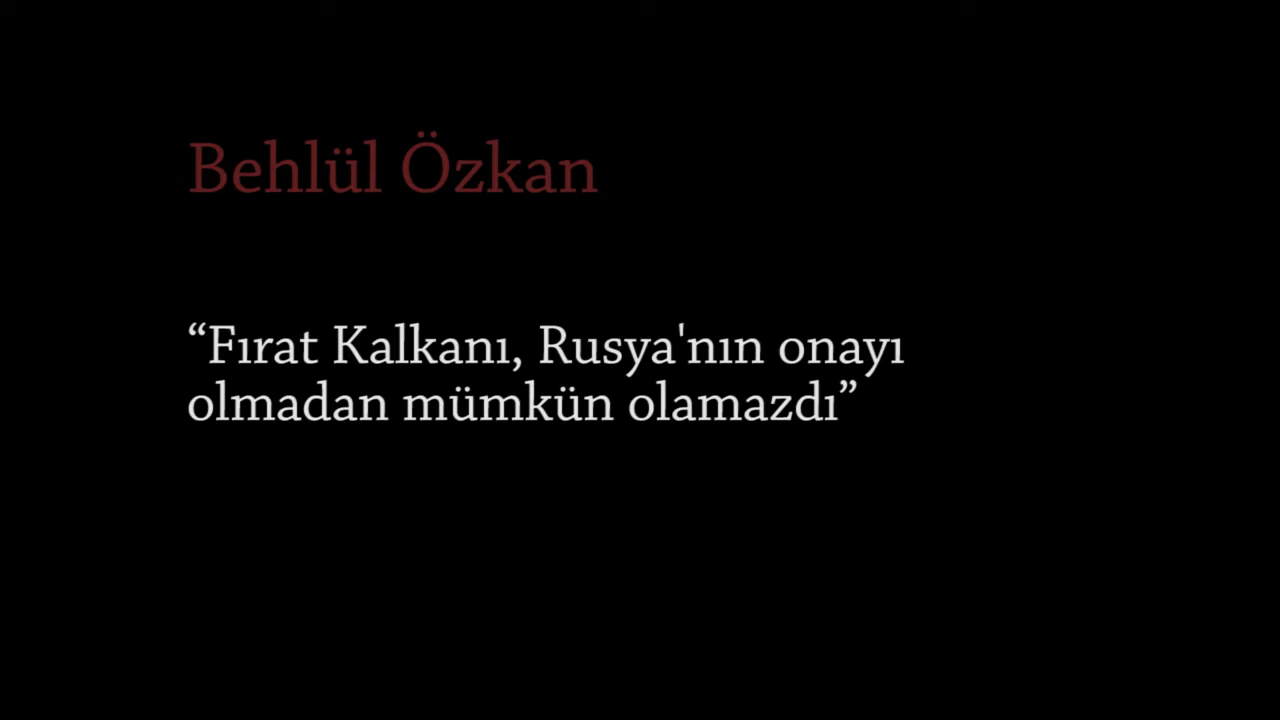 Behlül Özkan
“Fırat Kalkanı, Rusya'nın onayı
olmadan mümkün olamazdı”